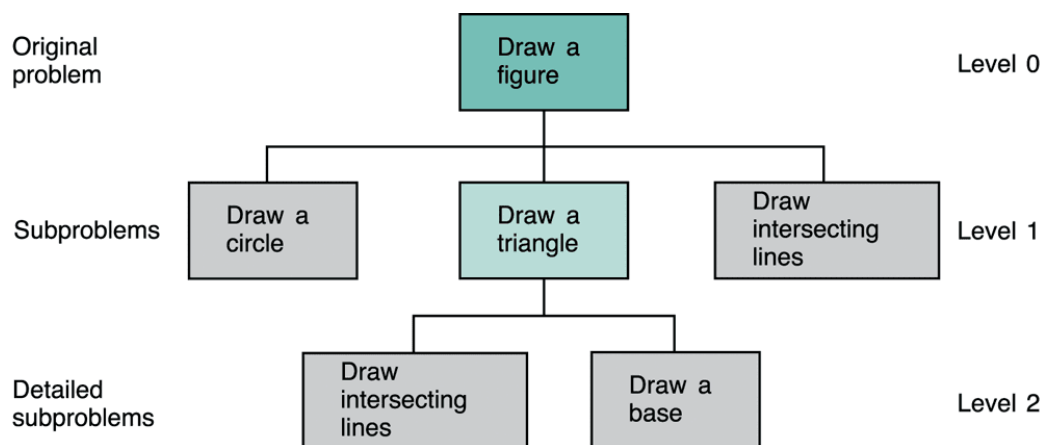 Original
problem
Draw a
figure
Level 0
Subproblems
Draw a
circle
Draw a
triangle
Draw
intersecting
lines
Level 1
Detailed
subproblems
Draw
intersecting
lines
Draw a
base
Level 2